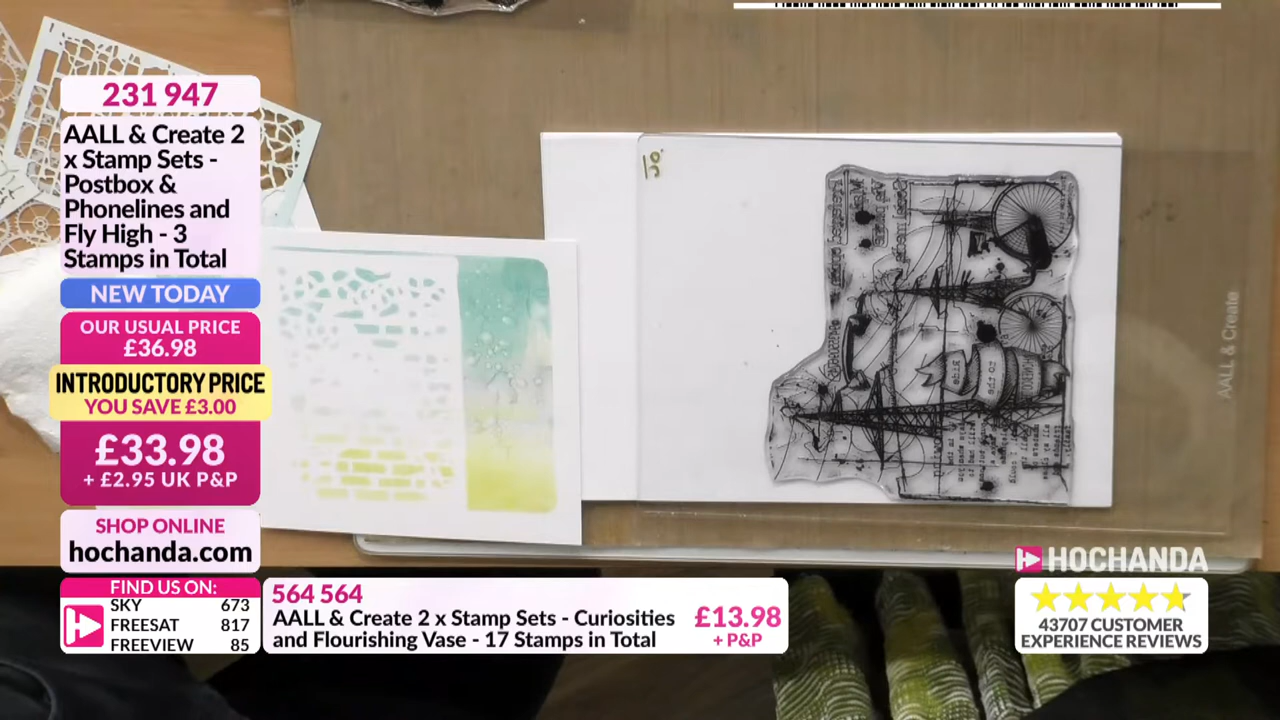 231 947
AALL & Create 2
x Stamp Sets -
Postbox &
Phonelines and
Fly High - 3
Stamps in Total
NEW TODAY
OUR USUAL PRICE
£36.98
INTRODUCTORY PRICE
YOU SAVE £3.00
£33.98
+ £2.95 UK P&P
SHOP ONLINE
hochanda.com
FIND US ON:
SKY 673
FREESAT 817
FREEVIEW 85
564 564
AALL & Create 2 x Stamp Sets - Curiosities
and Flourishing Vase - 17 Stamps in Total
£13.98
+ P&P
AALL & Create
HOCHANDA
43707 CUSTOMER
EXPERIENCE REVIEWS